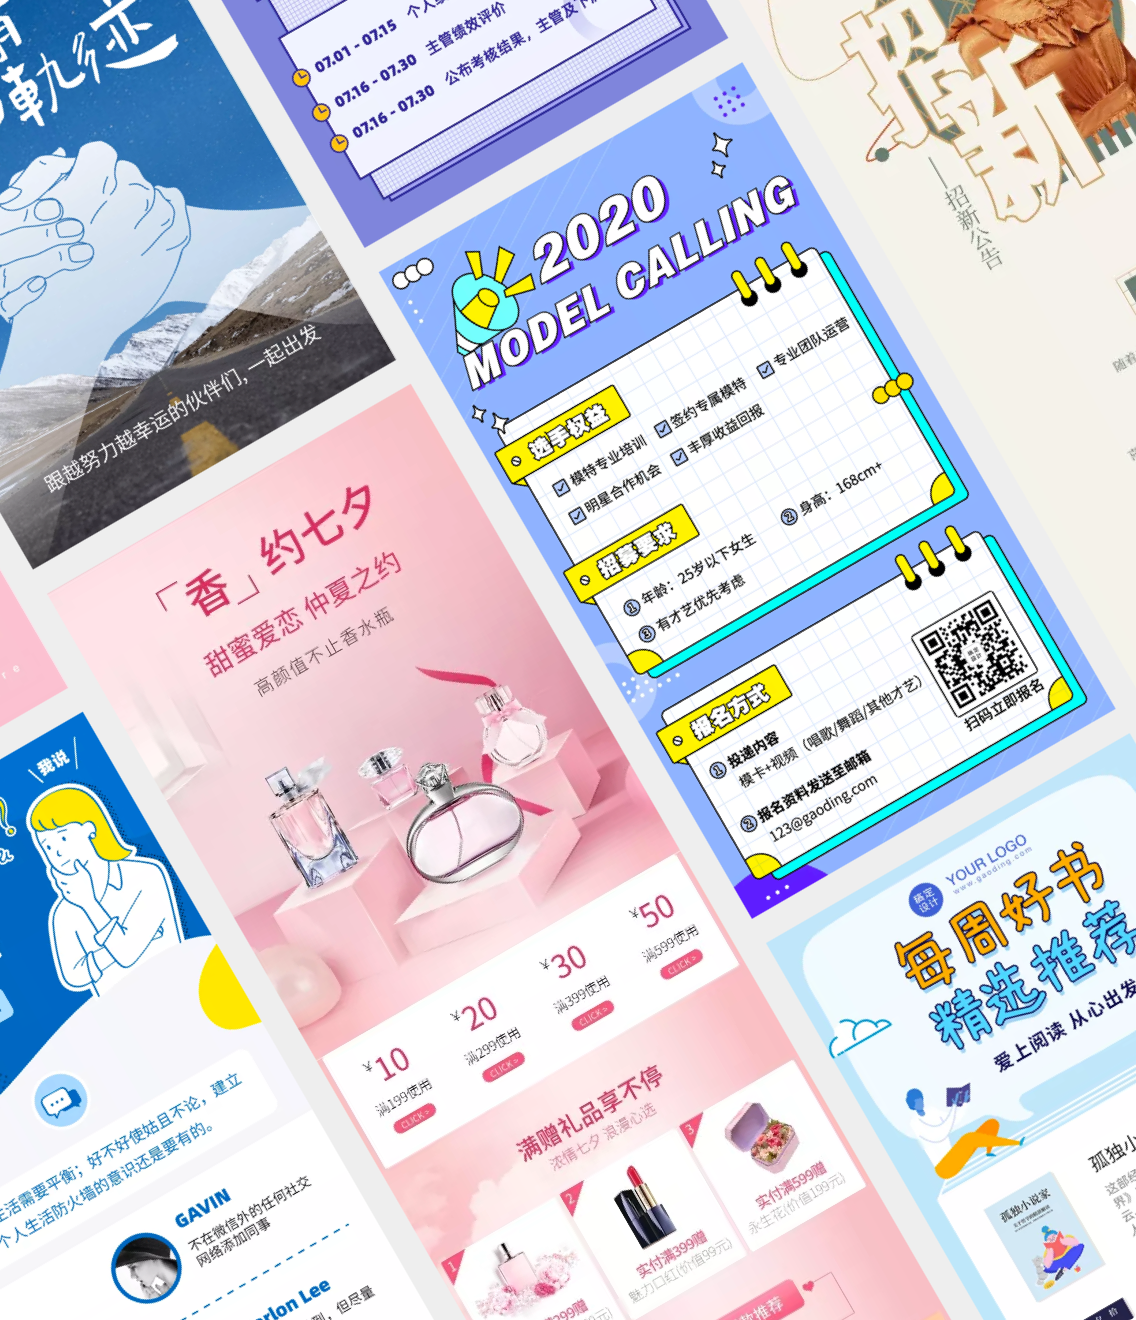 轨迹
跟越努力越幸运的伙伴们, 一起出发
07.01 - 07.15
07.16 - 07.30 主管绩效评价
07.16 - 07.30 公布考核结果，主管及下
招新
—招新公告
2020
MODEL CALLING
选手权益
模特专业培训
签约专属模特
专业团队运营
明星合作机会
丰厚收益回报
招募要求
① 年龄：25岁以下女生
② 身高：168cm+
③ 有才艺优先考虑
报名方式
① 投递内容
模卡+视频（唱歌/舞蹈/其他才艺）
② 报名资料发送至邮箱
123@gaoding.com
扫码立即报名
「香」约七夕
甜蜜爱恋 仲夏之约
高颜值不止香水瓶
¥10
满199使用
CLICK >
¥20
满299使用
CLICK >
¥30
满399使用
CLICK >
¥50
满599使用
CLICK >
满赠礼品享不停
浓情七夕 浪漫心选
1
2
实付满399赠
魅力口红(价值99元)
3
实付满599赠
永生花(价值199元)
款推荐
我说
生活需要平衡；好不好使姑且不论，建立
个人生活防火墙的意识还是要有的。
GAVIN
不在微信外的任何社交
网络添加同事
rlon Lee
但尽量
稿定设计
YOUR LOGO
www.gaoding.com
每周好书
精选推荐
爱上阅读 从心出发
孤独小说家
孤独小
这部经
界》
云